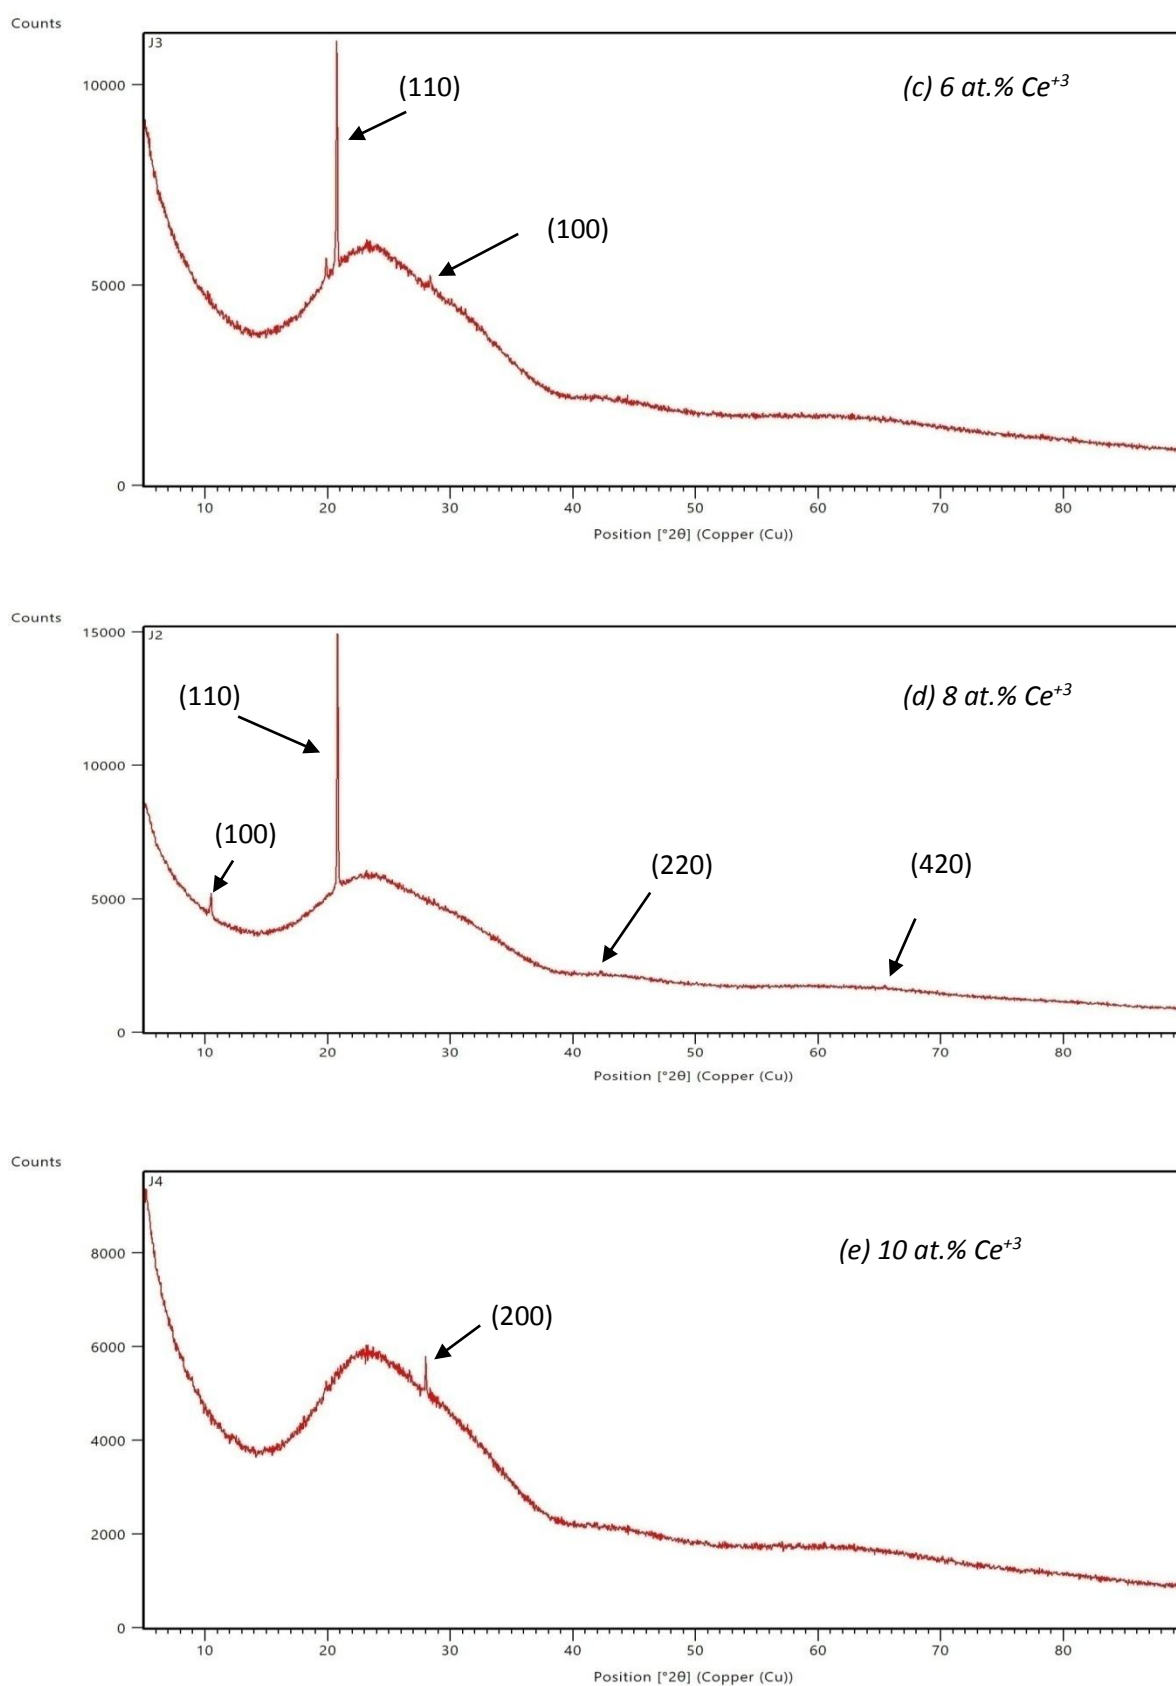 Counts
J3
(c) 6 at.% Ce+3
10000
(110)
(100)
5000
0
10 20 30 40 50 60 70 80
Position [°2θ] (Copper (Cu))
Counts
15000
J2
(110)
(d) 8 at.% Ce+3
10000
(100)
(220)
(420)
5000
0
10 20 30 40 50 60 70 80
Position [°2θ] (Copper (Cu))
Counts
J4
(e) 10 at.% Ce+3
8000
(200)
6000
4000
2000
0
10 20 30 40 50 60 70 80
Position [°2θ] (Copper (Cu))